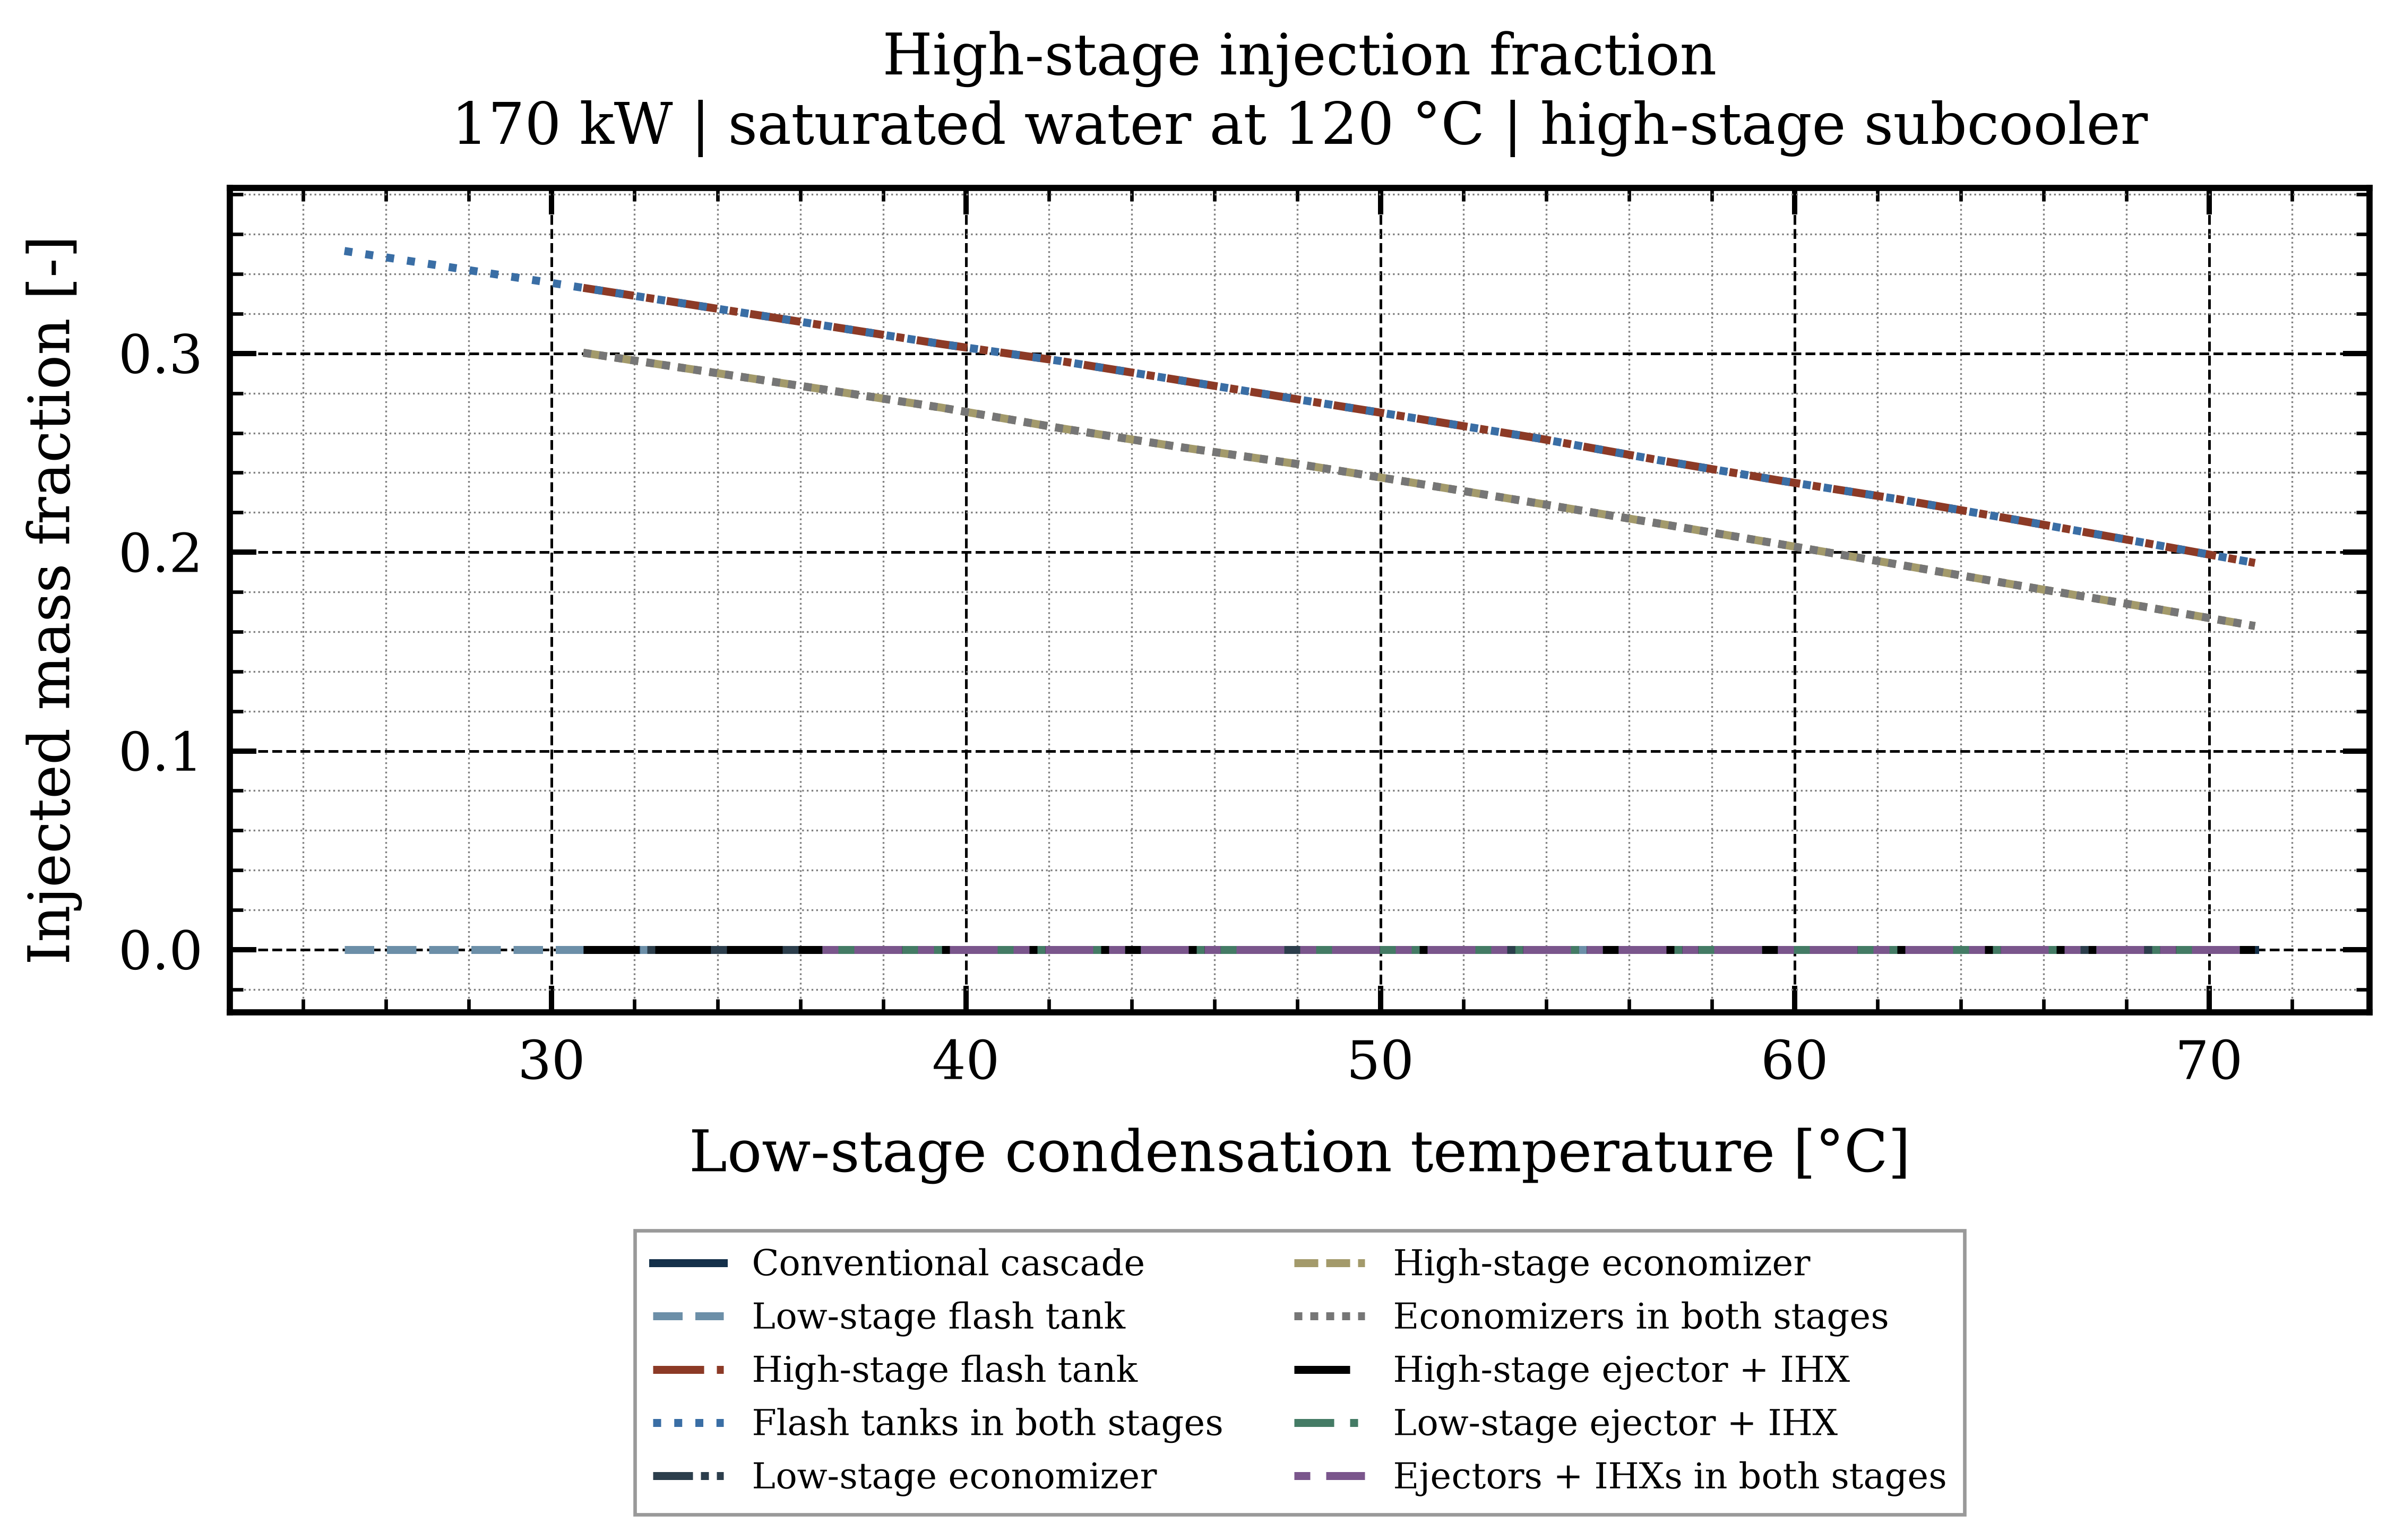 High-stage injection fraction
170 kW | saturated water at 120 °C | high-stage subcooler
Injected mass fraction [-]
0.3
0.2
0.1
0.0
30 40 50 60 70
Low-stage condensation temperature [°C]
Conventional cascade
Low-stage flash tank
High-stage flash tank
Flash tanks in both stages
Low-stage economizer
High-stage economizer
Economizers in both stages
High-stage ejector + IHX
Low-stage ejector + IHX
Ejectors + IHXs in both stages